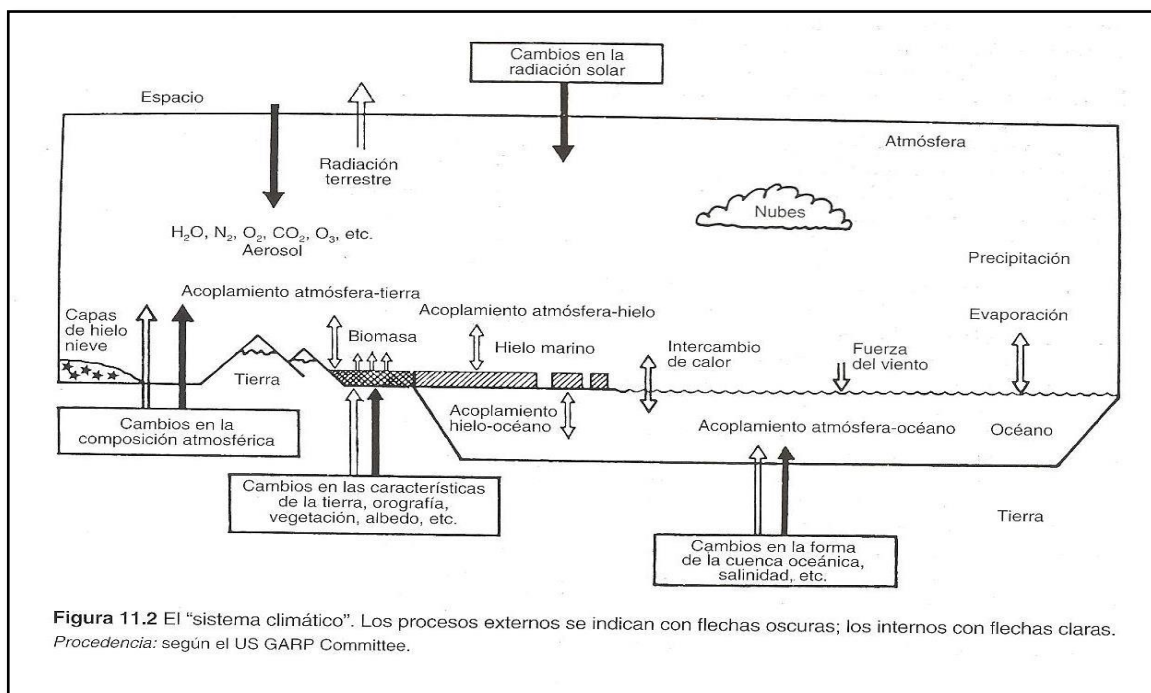 Cambios en la
radiación solar
Espacio
Atmósfera
Radiación
terrestre
Nubes
H₂O, N₂, O₂, CO₂, O₃, etc.
Aerosol
Precipitación
Acoplamiento atmósfera-tierra
Acoplamiento atmósfera-hielo
Capas
de hielo
nieve
Evaporación
Biomasa
Hielo marino
Intercambio
de calor
Fuerza
del viento
Tierra
Acoplamiento
hielo-océano
Acoplamiento atmósfera-océano
Océano
Cambios en la
composición atmosférica
Cambios en las características
de la tierra, orografía,
vegetación, albedo, etc.
Tierra
Cambios en la forma
de la cuenca oceánica,
salinidad, etc.
Figura 11.2 El “sistema climático”. Los procesos externos se indican con flechas oscuras; los internos con flechas claras.
Procedencia: según el US GARP Committee.